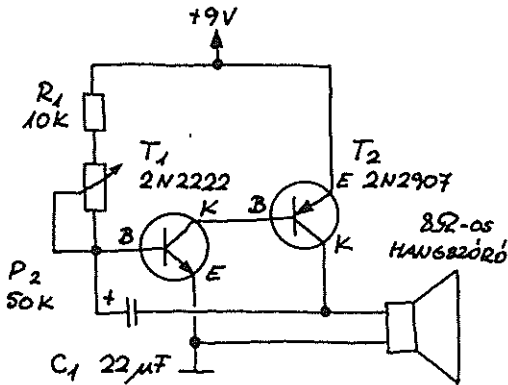 +9V
R1
10K
T1
2N2222
T2
E 2N2907
K
B
B
E
K
8Ω-os
HANGSZÓRÓ
P2
50K
+
C1 22µF